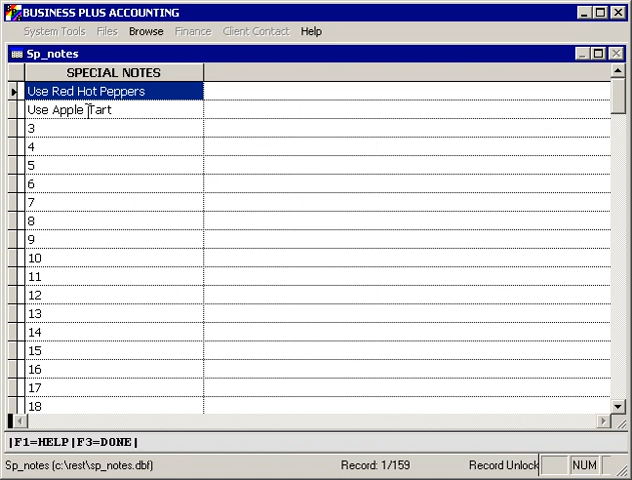 BUSINESS PLUS ACCOUNTING
System Tools Files Browse Finance Client Contact Help
Sp_notes
SPECIAL NOTES
Use Red Hot Peppers
Use Apple Tart
3
4
5
6
7
8
9
10
11
12
13
14
15
16
17
18
|F1=HELP|F3=DONE|
Sp_notes (c:\rest\sp_notes.dbf) Record: 1/159 Record Unlock NUM